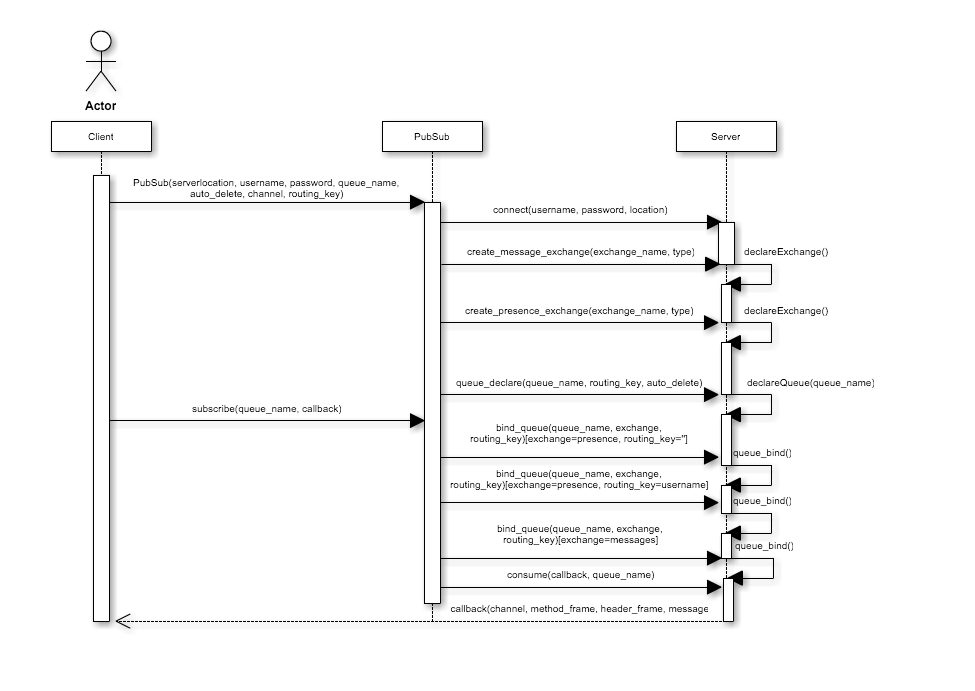 Actor
Client
PubSub
Server
PubSub(serverlocation, username, password, queue_name,
auto_delete, channel, routing_key)
connect(username, password, location)
create_message_exchange(exchange_name, type)
declareExchange()
create_presence_exchange(exchange_name, type)
declareExchange()
queue_declare(queue_name, routing_key, auto_delete)
declareQueue(queue_name)
subscribe(queue_name, callback)
bind_queue(queue_name, exchange,
routing_key)[exchange=presence, routing_key='']
queue_bind()
bind_queue(queue_name, exchange,
routing_key)[exchange=presence, routing_key=username]
queue_bind()
bind_queue(queue_name, exchange,
routing_key)[exchange=messages]
queue_bind()
consume(callback, queue_name)
callback(channel, method_frame, header_frame, message